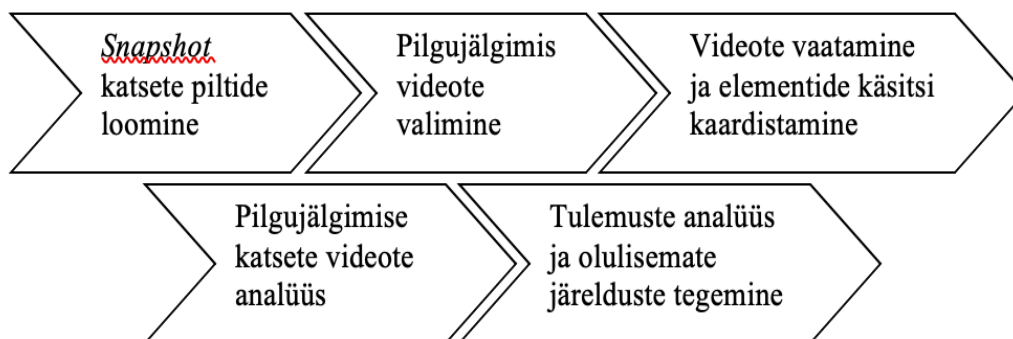 Snapshot
katsete piltide
loomine
Pilgujälgimis
videote
valimine
Videote vaatamine
ja elementide käsitsi
kaardistamine
Pilgujälgimise
katsete videote
analüüs
Tulemuste analüüs
ja olulisemate
järelduste tegemine